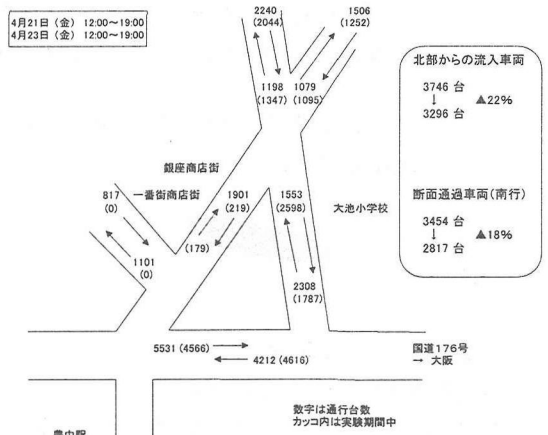 4月21日（金） 12:00～19:00
4月23日（金） 12:00～19:00
2240
(2044)
1506
(1252)
1198
(1347)
1079
(1095)
北部からの流入車両
3746 台
↓ ▲22%
3296 台
断面通過車両(南行)
3454 台
↓ ▲18%
2817 台
銀座商店街
一番街商店街
817
(0)
1901
(219)
1553
(2598)
大池小学校
(179)
1101
(0)
2308
(1787)
5531 (4566)
4212 (4616)
国道176号
→ 大阪
数字は通行台数
カッコ内は実験期間中
豊中駅